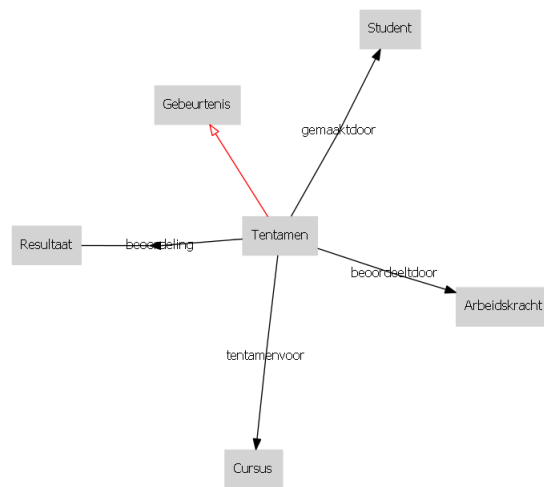 Student
Gebeurtenis
gemaaktdoor
Tentamen
Resultaat
beoordeling
beoordeeltdoor
Arbeidskracht
tentamenvoor
Cursus